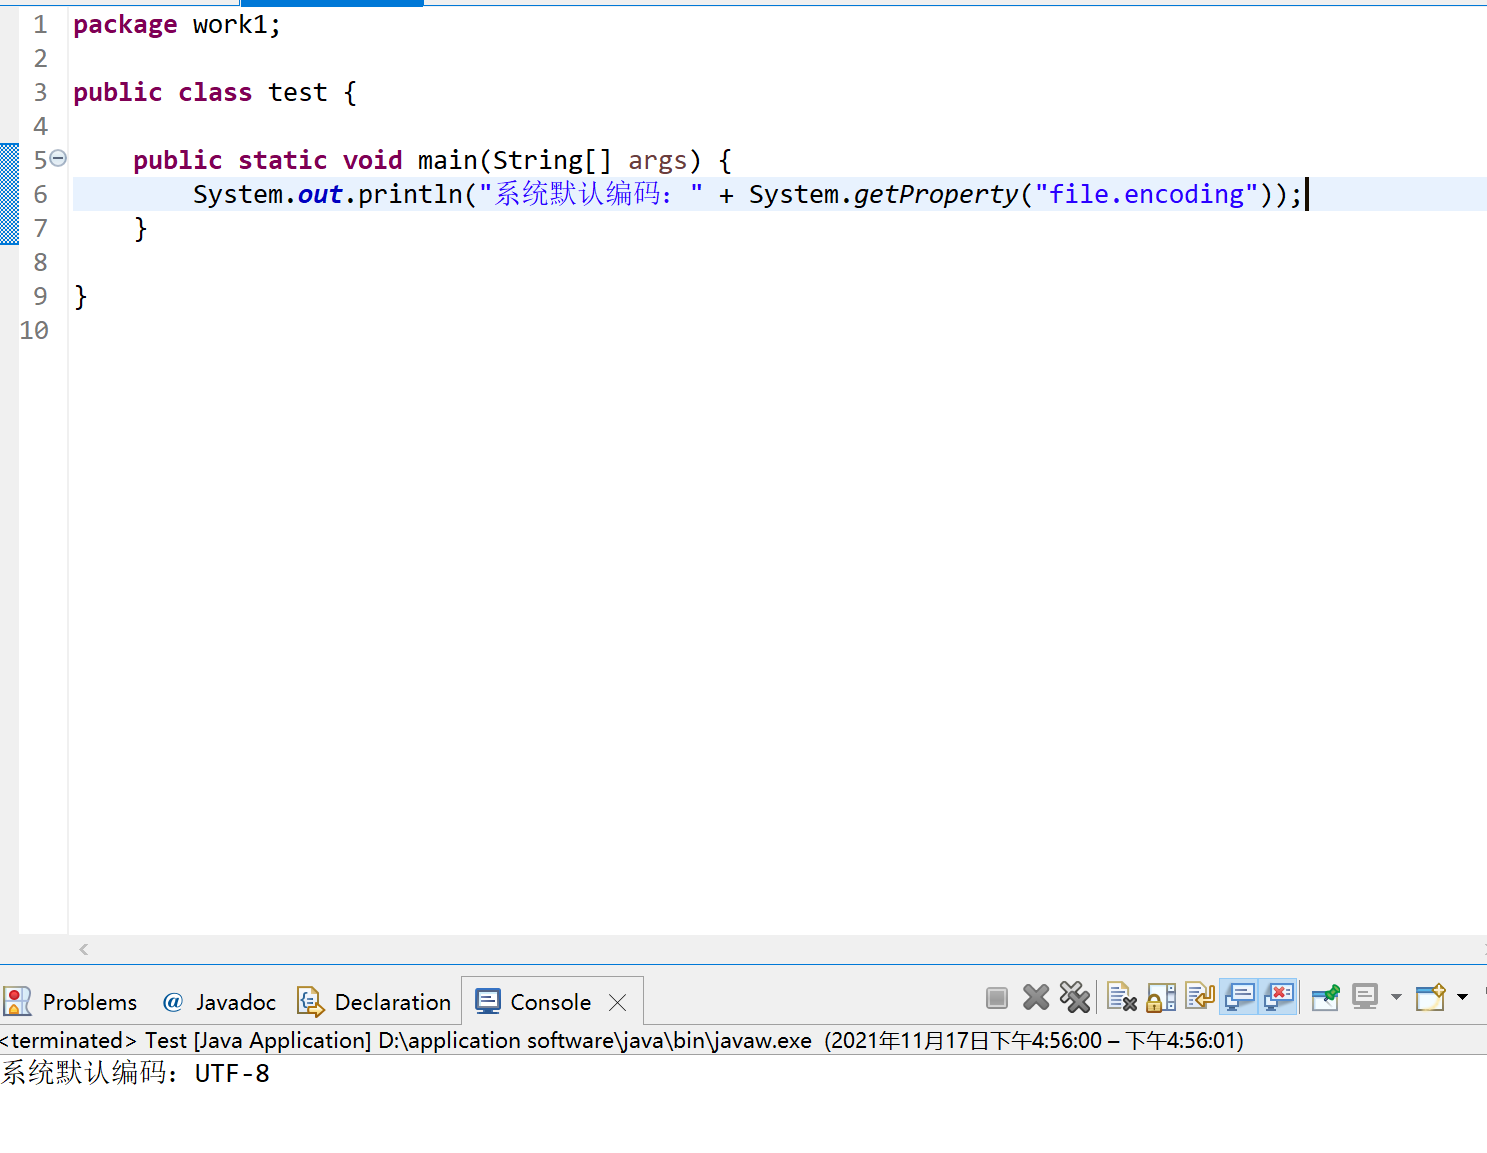 1 package work1;
2
3 public class test {
4
5 public static void main(String[] args) {
6 System.out.println("系统默认编码：" + System.getProperty("file.encoding"));
7 }
8
9 }
10
Problems @ Javadoc Declaration Console
<terminated> Test [Java Application] D:\application software\java\bin\javaw.exe (2021年11月17日下午4:56:00 – 下午4:56:01)
系统默认编码：UTF-8